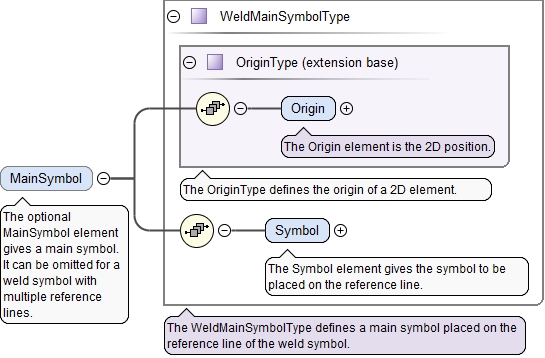 WeldMainSymbolType
OriginType (extension base)
Origin
The Origin element is the 2D position.
The OriginType defines the origin of a 2D element.
MainSymbol
The optional
MainSymbol element
gives a main symbol.
It can be omitted for a
weld symbol with
multiple reference
lines.
Symbol
The Symbol element gives the symbol to be
placed on the reference line.
The WeldMainSymbolType defines a main symbol placed on the
reference line of the weld symbol.